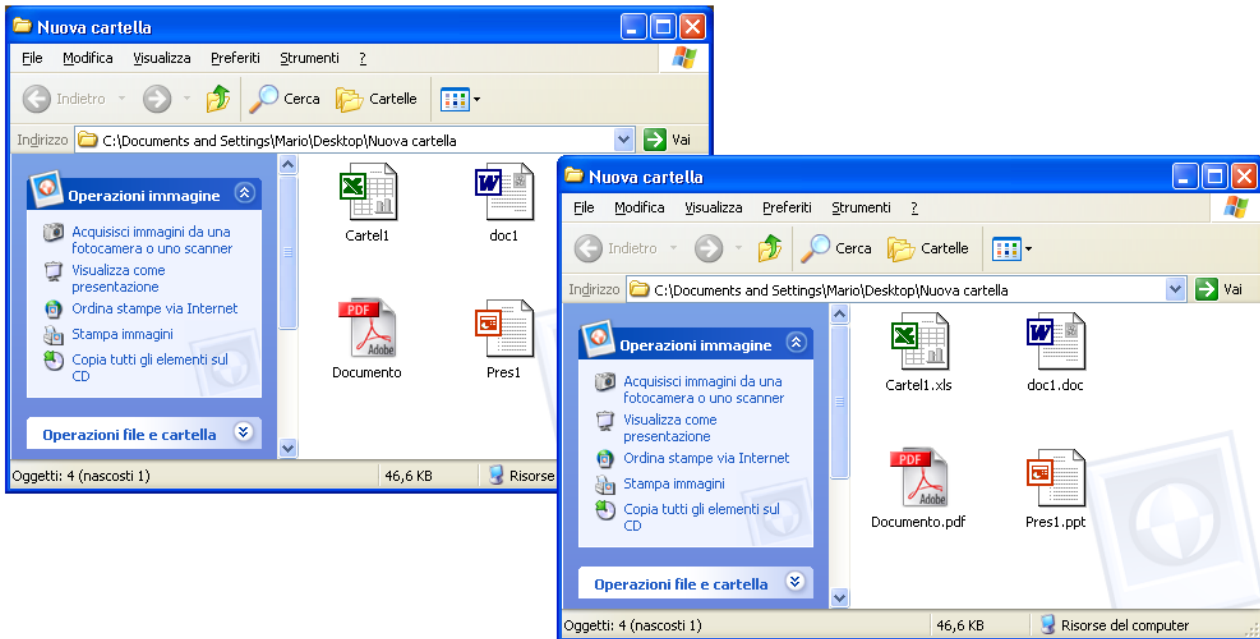 Nuova cartella
File Modifica Visualizza Preferiti Strumenti ?
Indietro Cerca Cartelle
Indirizzo C:\Documents and Settings\Mario\Desktop\Nuova cartella Vai
Operazioni immagine
Acquisisci immagini da una
fotocamera o uno scanner
Visualizza come
presentazione
Ordina stampe via Internet
Stampa immagini
Copia tutti gli elementi sul
CD
Operazioni file e cartella
Cartel1 doc1
PDF
Adobe
Documento Pres1
Oggetti: 4 (nascosti 1) 46,6 KB Risorse
Nuova cartella
File Modifica Visualizza Preferiti Strumenti ?
Indietro Cerca Cartelle
Indirizzo C:\Documents and Settings\Mario\Desktop\Nuova cartella Vai
Operazioni immagine
Acquisisci immagini da una
fotocamera o uno scanner
Visualizza come
presentazione
Ordina stampe via Internet
Stampa immagini
Copia tutti gli elementi sul
CD
Operazioni file e cartella
Cartel1.xls doc1.doc
PDF
Adobe
Documento.pdf Pres1.ppt
Oggetti: 4 (nascosti 1) 46,6 KB Risorse del computer